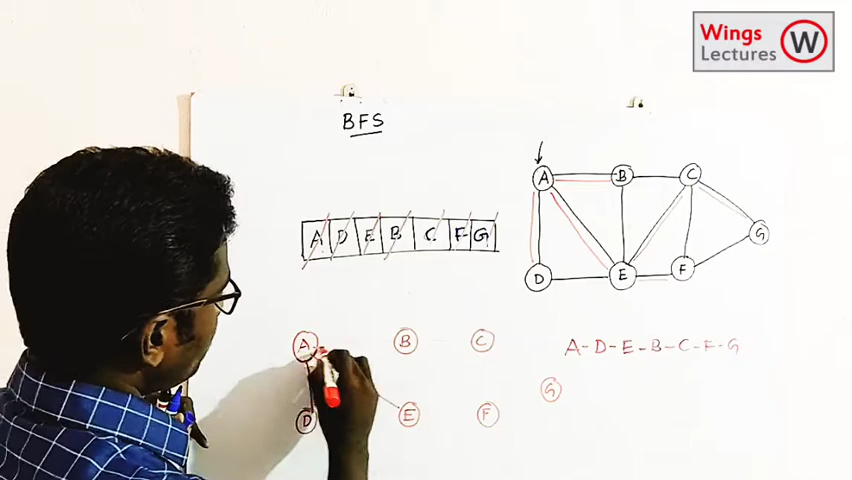 Wings
Lectures
W
BFS
A B C
A D E B C F G
G
D E F
A B C
A-D-E-B-C-F-G
G
D E F